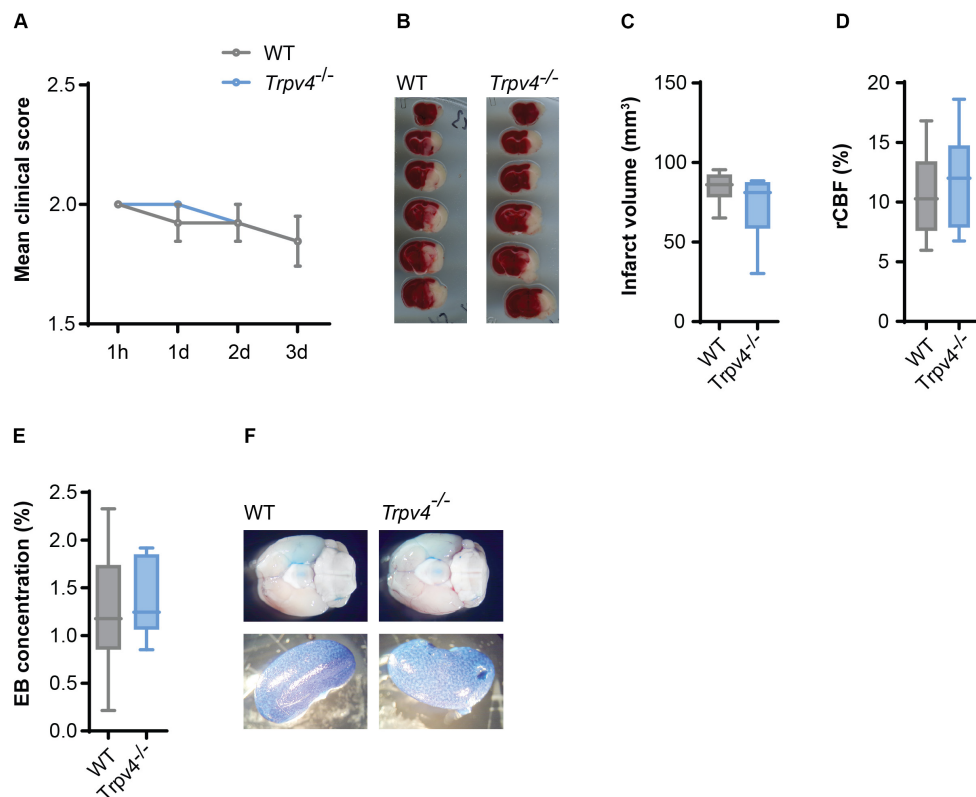 A
WT
Trpv4-/-
Mean clinical score
2.5
2.0
1.5
1h 1d 2d 3d
B
WT Trpv4-/-
C
Infarct volume (mm³)
150
100
50
0
WT
Trpv4-/-
D
rCBF (%)
20
15
10
5
0
WT
Trpv4-/-
E
EB concentration (%)
2.5
2.0
1.5
1.0
0.5
0.0
WT
Trpv4-/-
F
WT Trpv4-/-